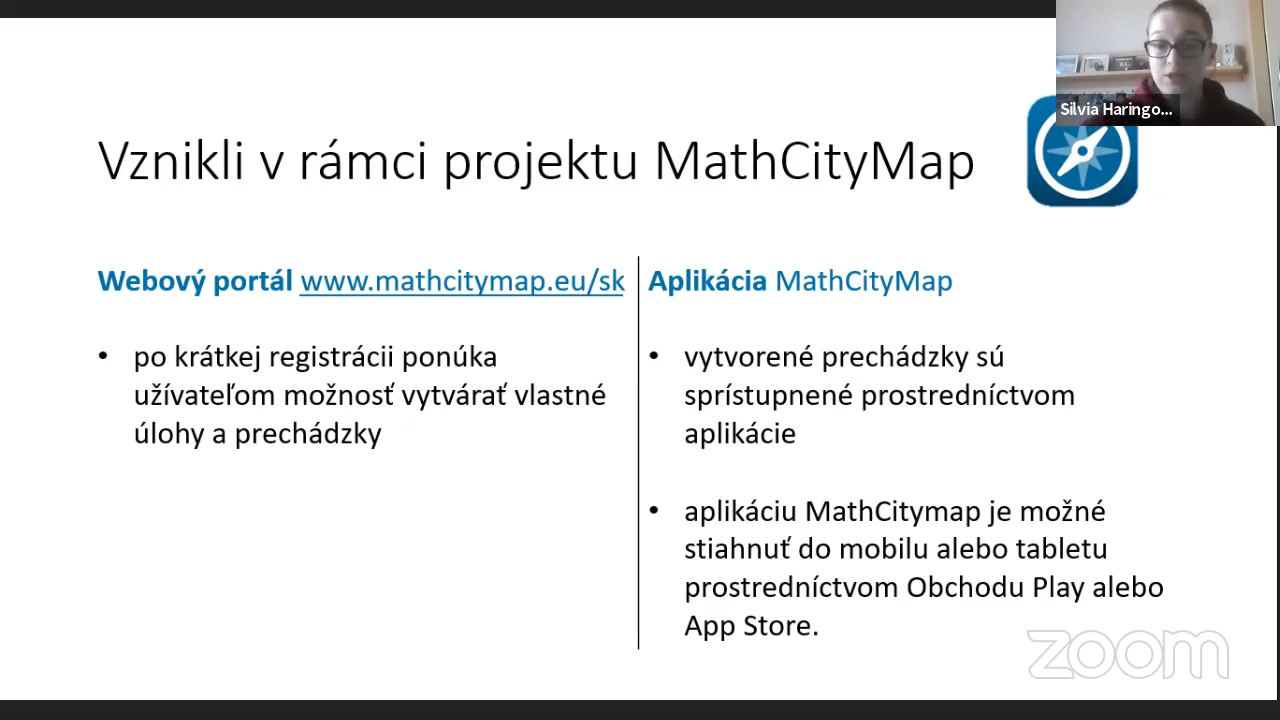 Silvia Haringo...
Vznikli v rámci projektu MathCityMap
Webový portál www.mathcitymap.eu/sk
• po krátkej registrácii ponúka
užívateľom možnosť vytvárať vlastné
úlohy a prechádzky
Aplikácia MathCityMap
• vytvorené prechádzky sú
sprístupnené prostredníctvom
aplikácie
• aplikáciu MathCitymap je možné
stiahnuť do mobilu alebo tabletu
prostredníctvom Obchodu Play alebo
App Store.
zoom